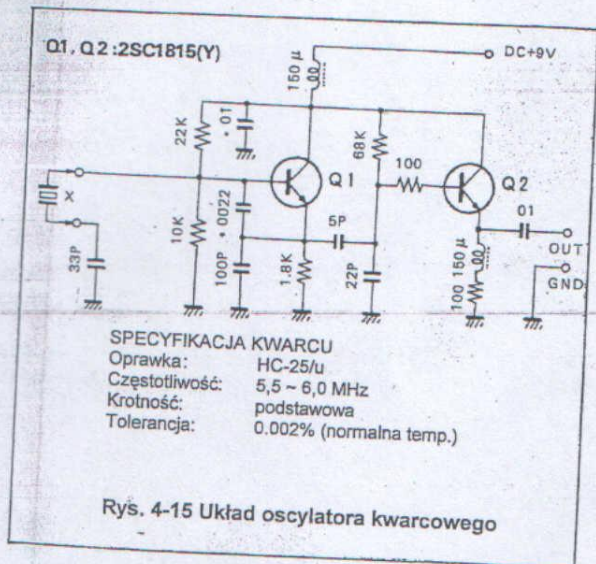 Q1, Q2 :2SC1815(Y)
150 µ
DC+9V
22K
• 01
68K
100
Q1
Q2
X
10K
• 0022
5P
01
OUT
33P
100P
1.8K
22P
100 150 µ
GND
SPECYFIKACJA KWARCU
Oprawka: HC-25/u
Częstotliwość: 5,5 ~ 6,0 MHz
Krotność: podstawowa
Tolerancja: 0.002% (normalna temp.)
Rys. 4-15 Układ oscylatora kwarcowego